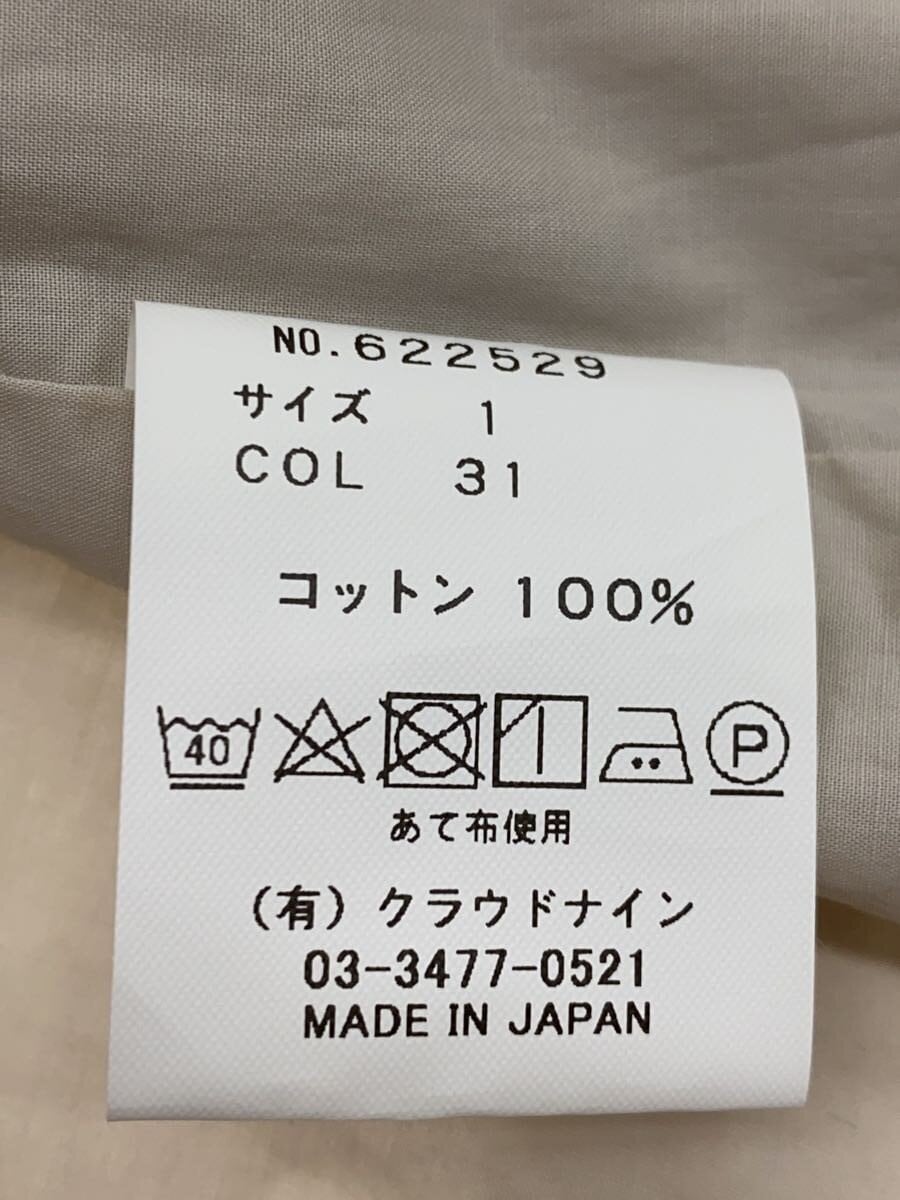 NO.622529
サイズ 1
COL 31
コットン 100%
40 P
あて布使用
(有)クラウドナイン
03-3477-0521
MADE IN JAPAN